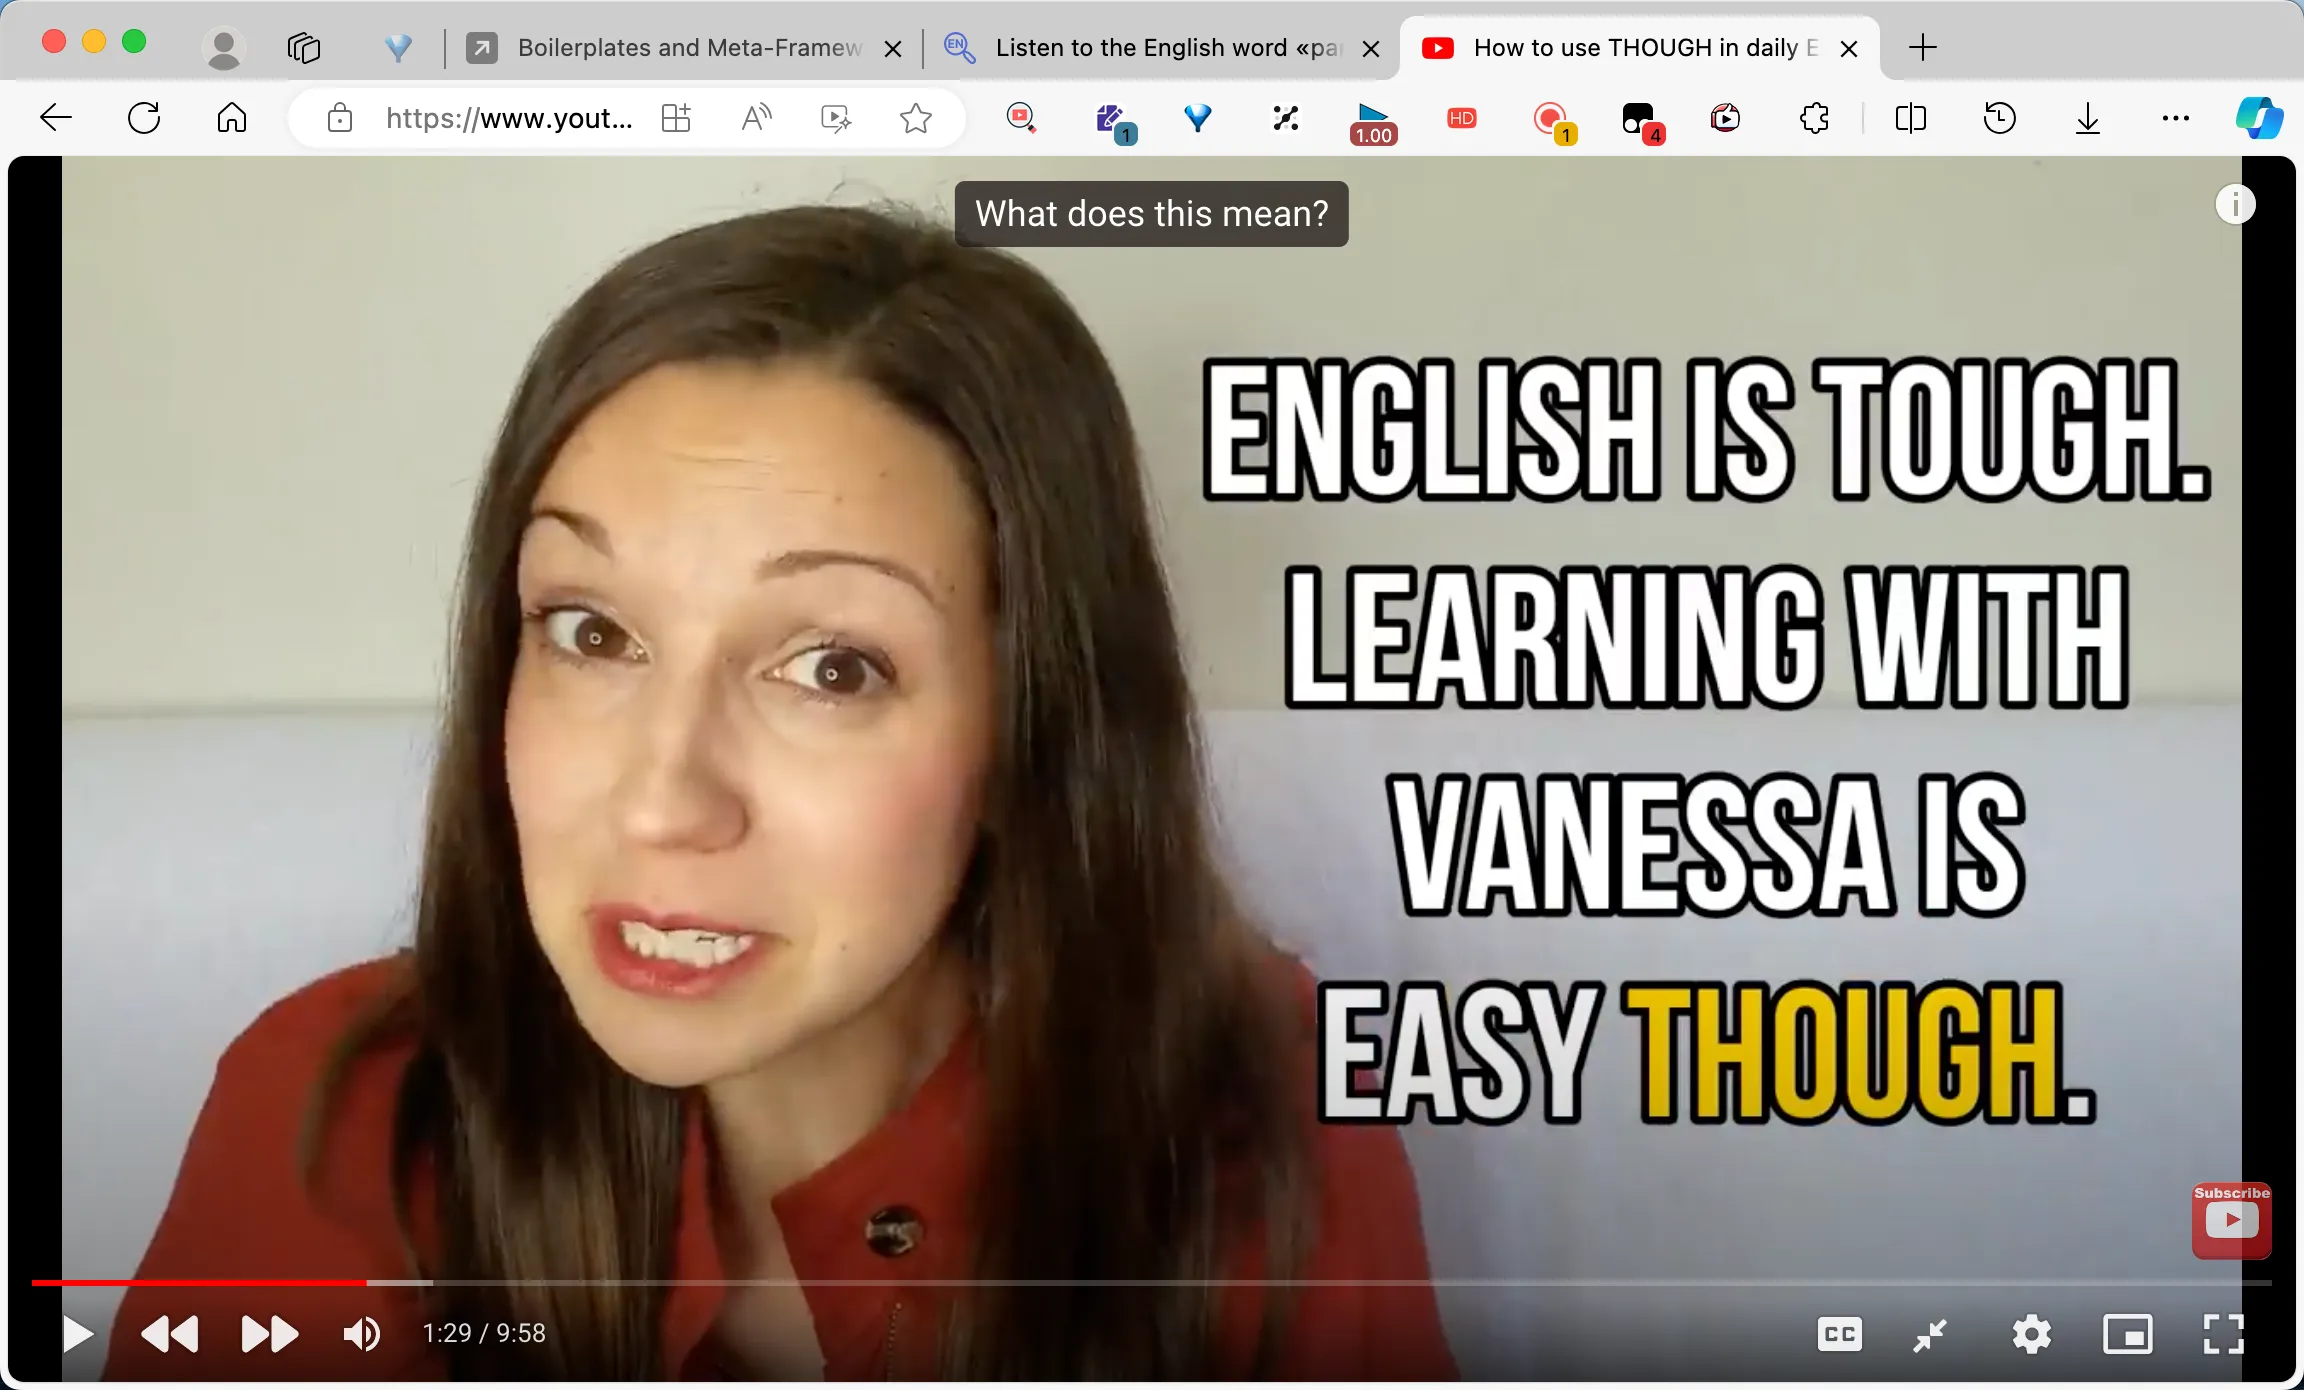 Boilerplates and Meta-Framew
EN
Listen to the English word «pa
How to use THOUGH in daily E
https://www.yout...
A
1
1.00
HD
1
4
What does this mean?
i
ENGLISH IS TOUGH.
LEARNING WITH
VANESSA IS
EASY THOUGH.
Subscribe
1:29 / 9:58
CC